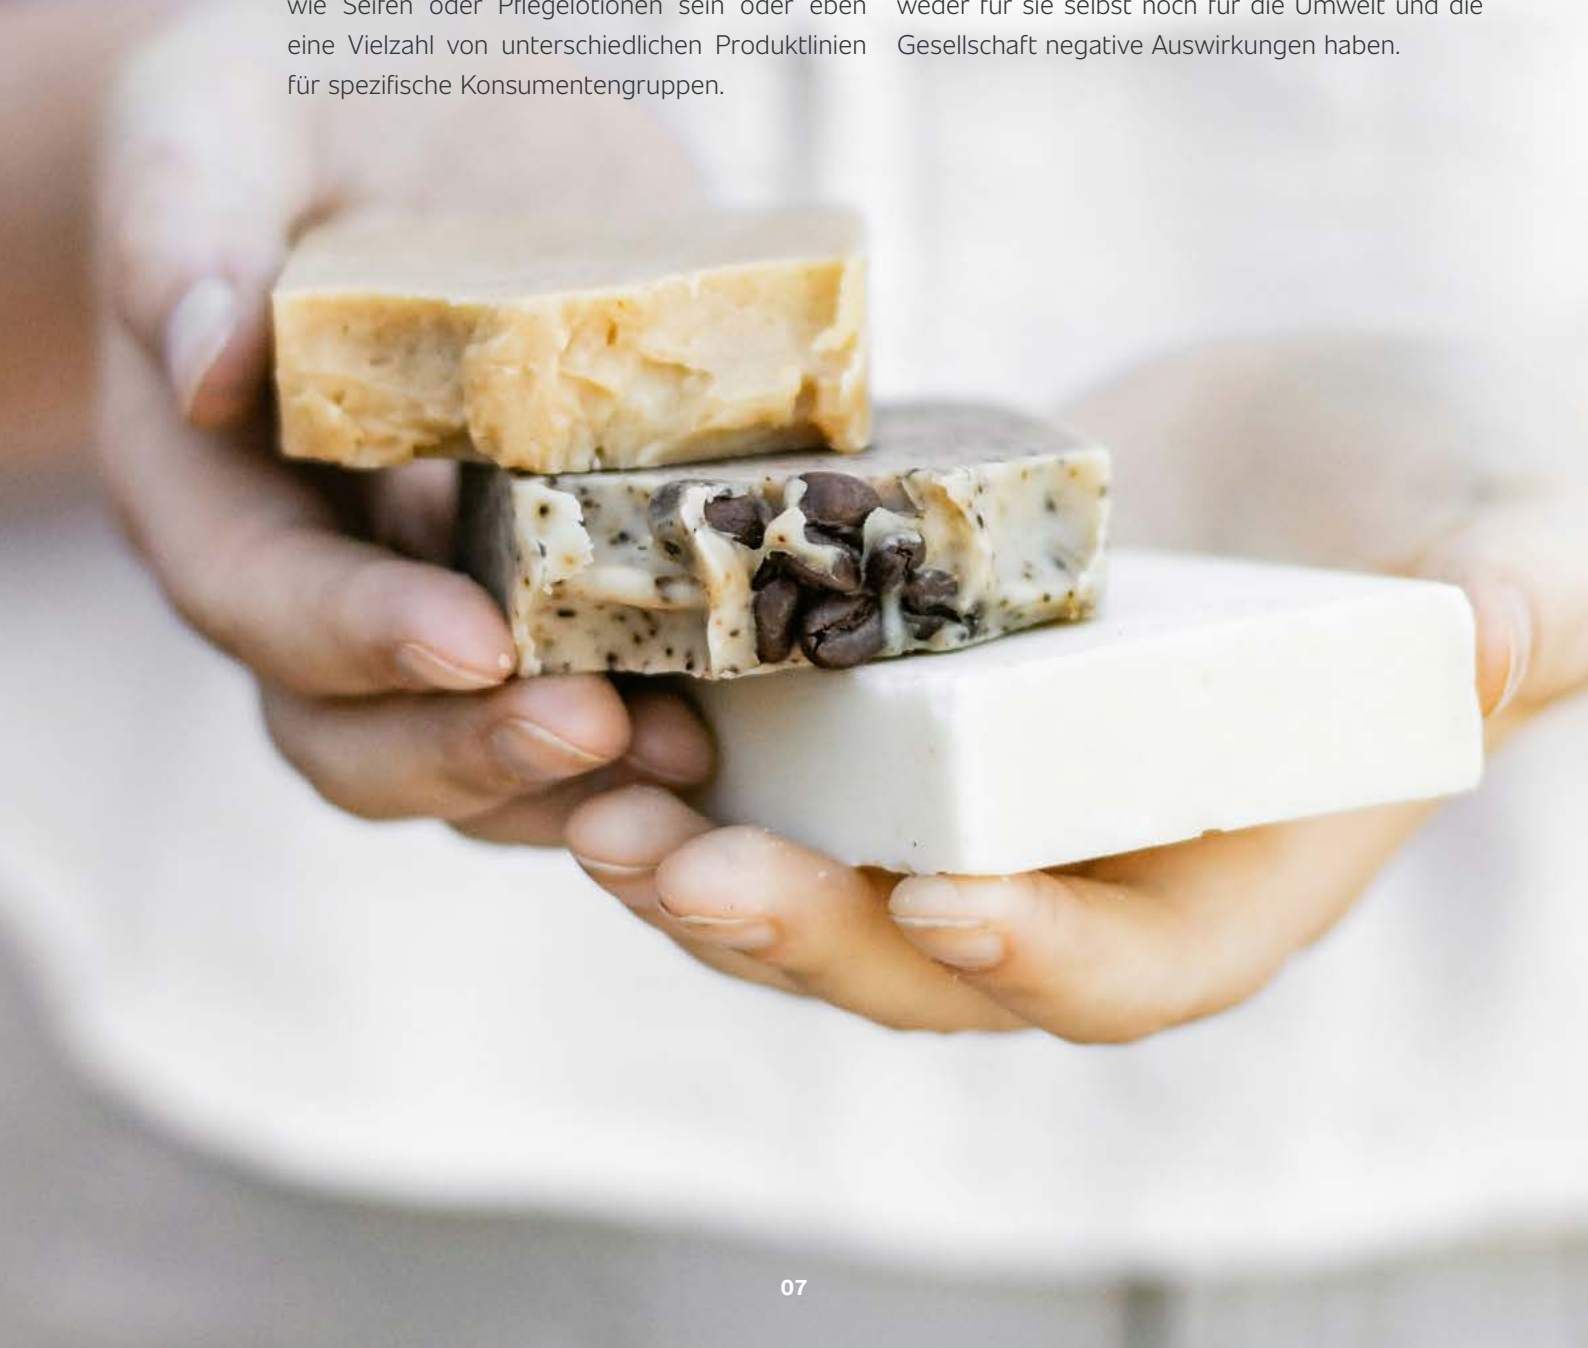 wie Seifen oder Pflegelotionen sein oder eben
eine Vielzahl von unterschiedlichen Produktlinien
für spezifische Konsumentengruppen.
weder für sie selbst noch für die Umwelt und die
Gesellschaft negative Auswirkungen haben.
07